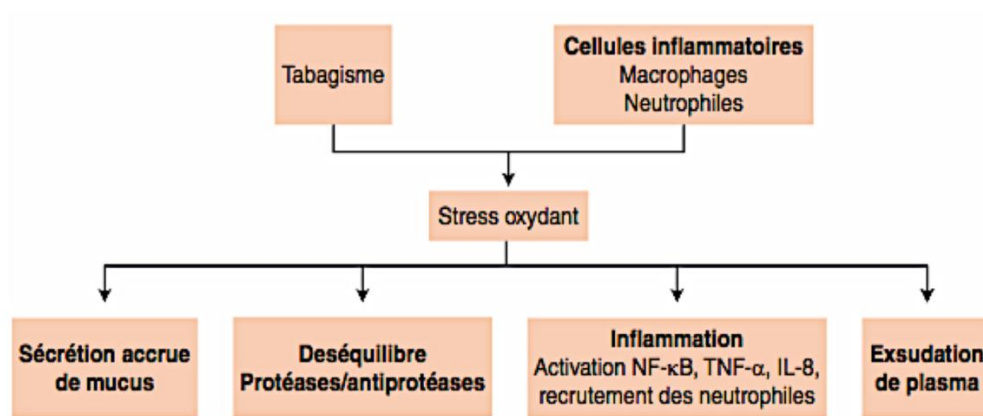 Tabagisme
Cellules inflammatoires
Macrophages
Neutrophiles
Stress oxydant
Sécrétion accrue
de mucus
Deséquilibre
Protéases/antiprotéases
Inflammation
Activation NF-κB, TNF-α, IL-8,
recrutement des neutrophiles
Exsudation
de plasma